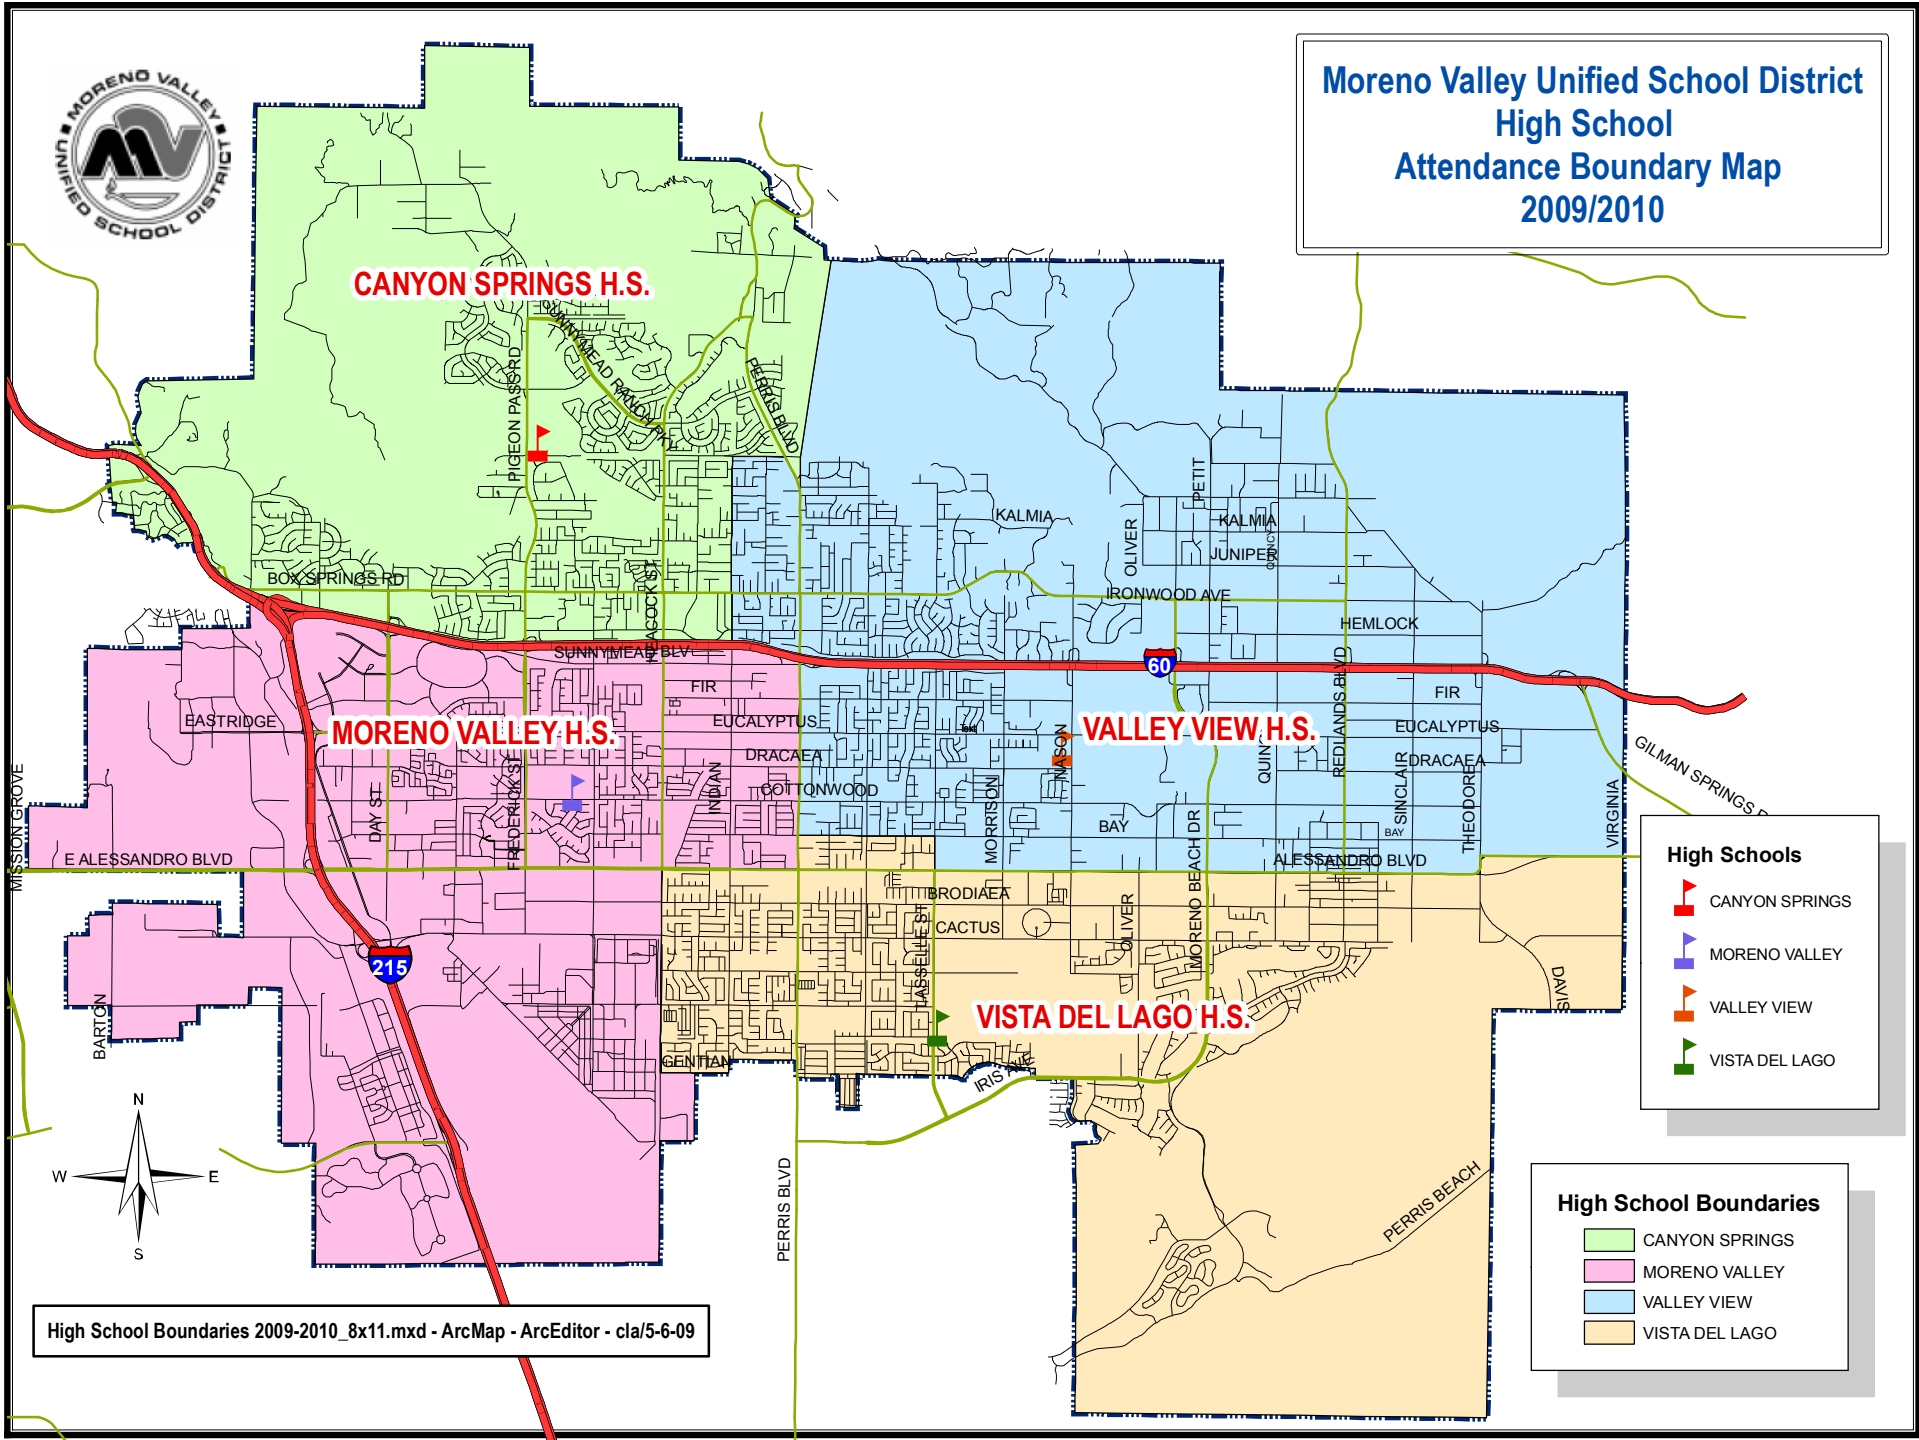 MORENO VALLEY
UNIFIED SCHOOL DISTRICT
Moreno Valley Unified School District
High School
Attendance Boundary Map
2009/2010
CANYON SPRINGS H.S.
SUNNYMEAD RANCH PKY
PIGEON PASS RD
PERRIS BLVD
PETIT
KALMIA
OLIVER
KALMIA
QUINCY
JUNIPER
BOX SPRINGS RD
HEACOCK ST
IRONWOOD AVE
HEMLOCK
SUNNYMEAD BLV
60
REDLANDS BLVD
FIR
FIR
EASTRIDGE
MORENO VALLEY H.S.
EUCALYPTUS
Text
NASON
VALLEY VIEW H.S.
EUCALYPTUS
DRACAEA
DRACAEA
GILMAN SPRINGS
MISSION GROVE
DAY ST
FREDERICK ST
INDIAN
COTTONWOOD
MORRISON
BAY
MORENO BEACH DR
SINCLAIR
BAY
THEODORE
VIRGINIA
E ALESSANDRO BLVD
ALESSANDRO BLVD
BRODIAEA
LASSELLE ST
CACTUS
OLIVER
215
DAVIS
BARTON
VISTA DEL LAGO H.S.
GENTIAN
IRIS AVE
PERRIS BLVD
PERRIS BEACH
N
W
E
S
High Schools
CANYON SPRINGS
MORENO VALLEY
VALLEY VIEW
VISTA DEL LAGO
High School Boundaries
CANYON SPRINGS
MORENO VALLEY
VALLEY VIEW
VISTA DEL LAGO
High School Boundaries 2009-2010_8x11.mxd - ArcMap - ArcEditor - cla/5-6-09